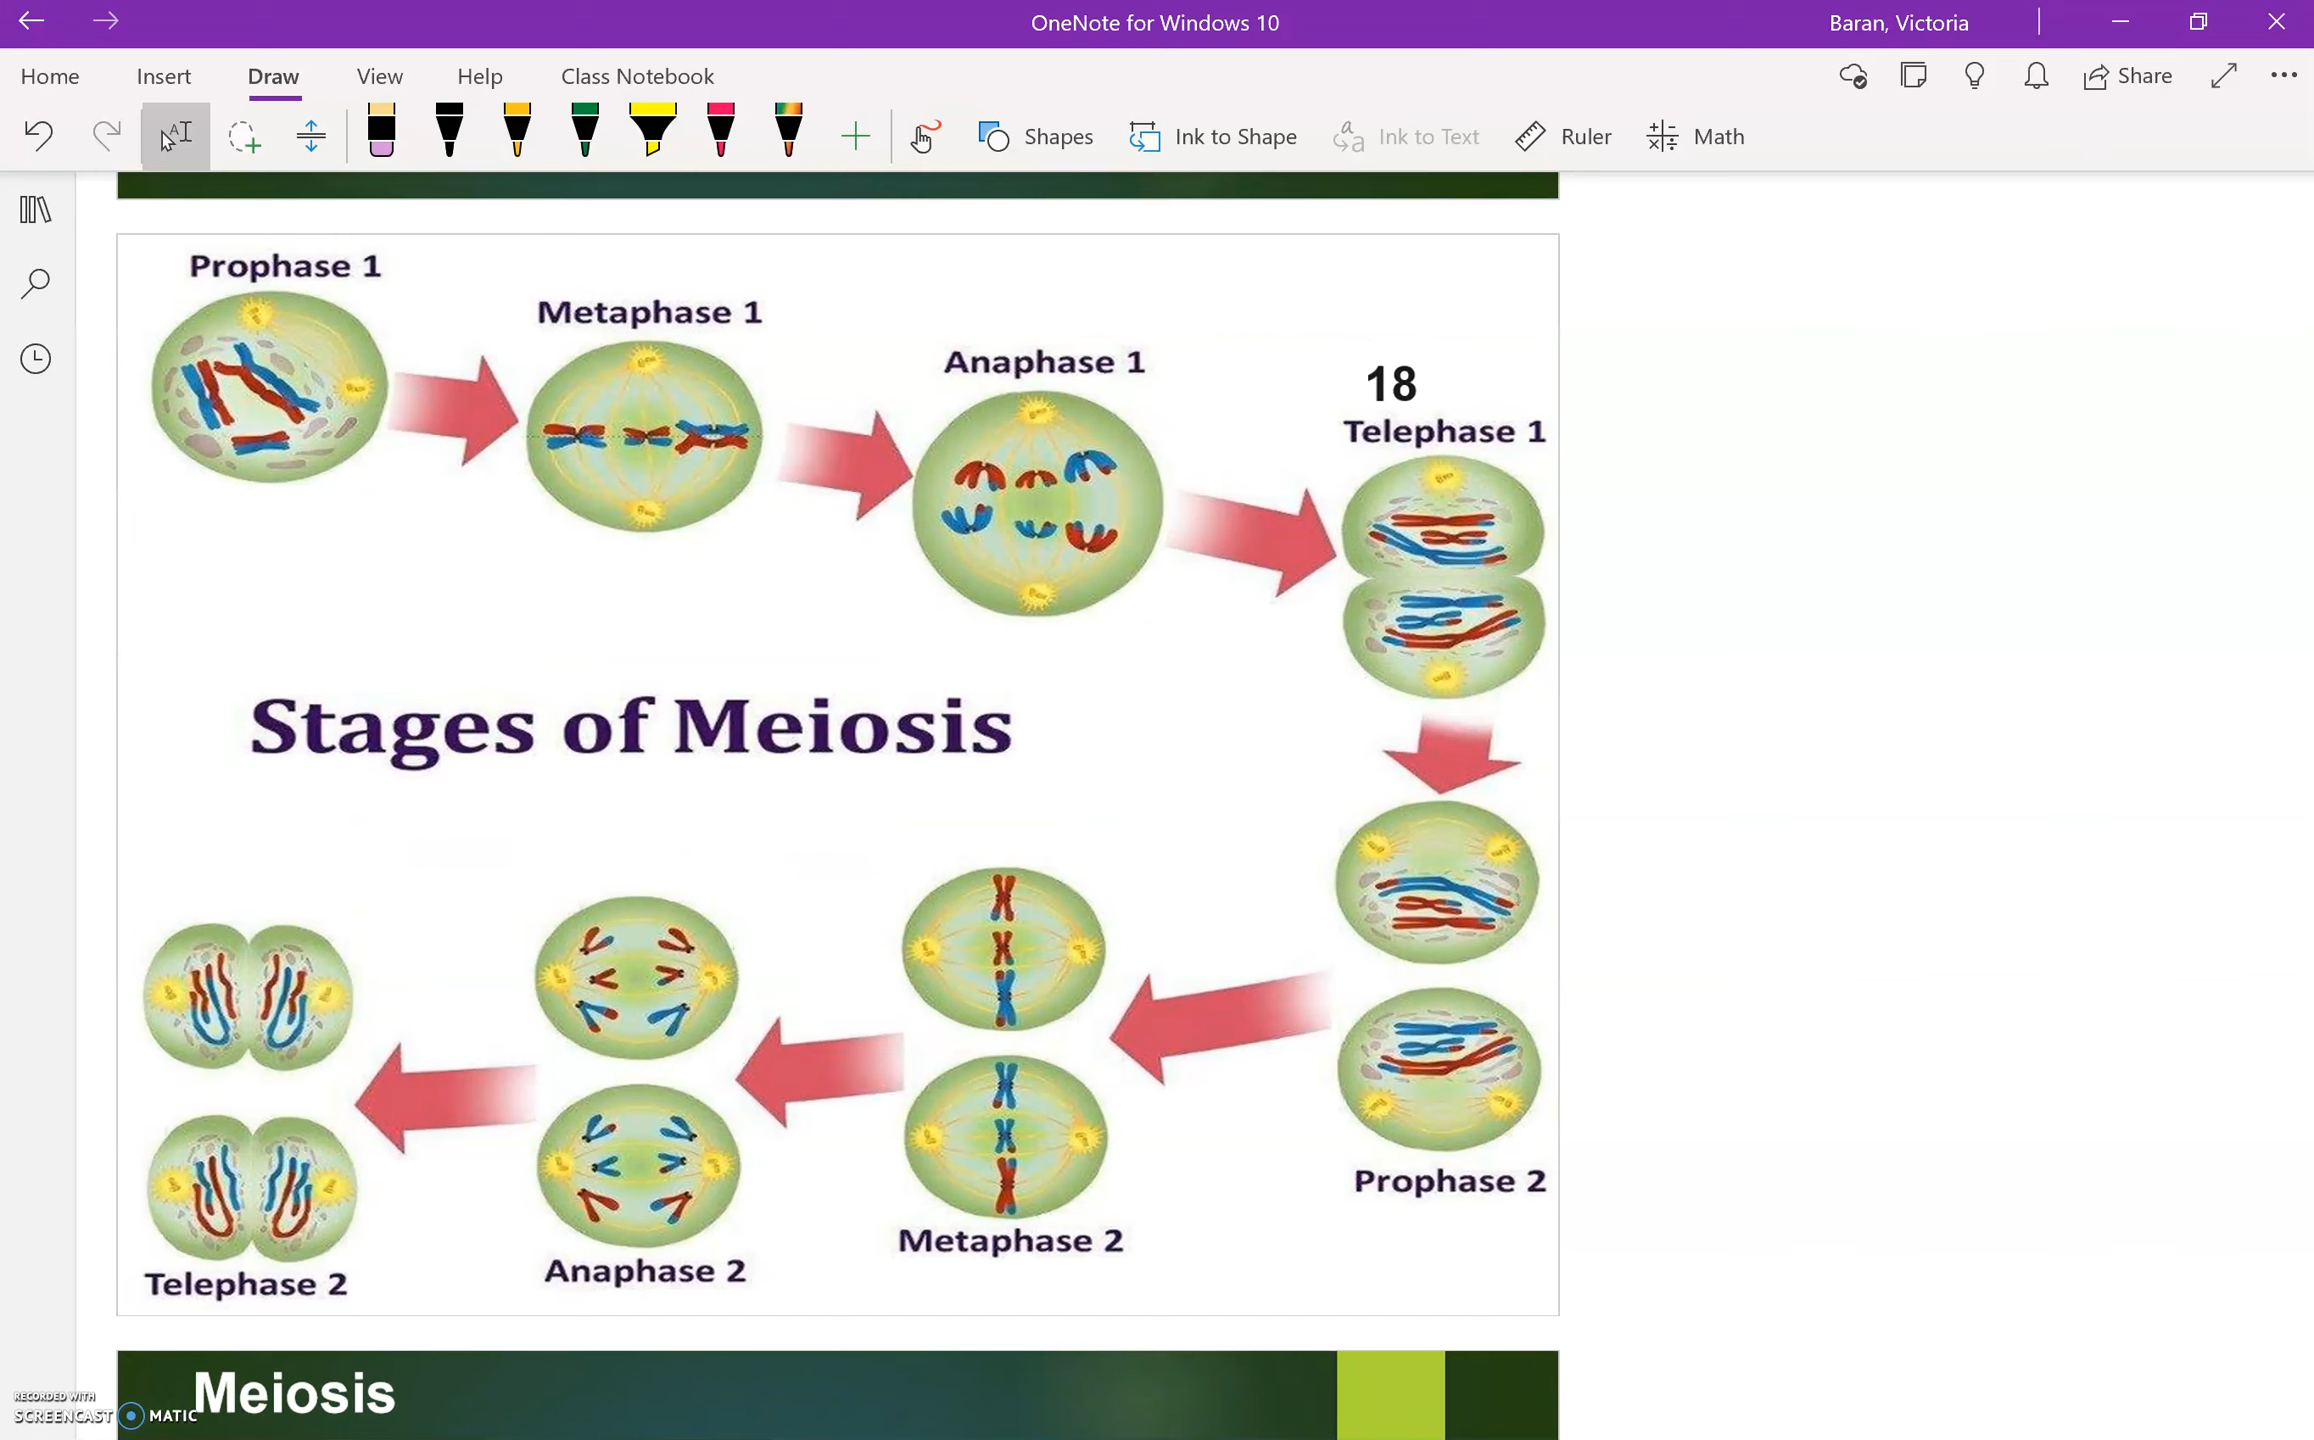 OneNote for Windows 10
Baran, Victoria
Home Insert Draw View Help Class Notebook Share
Shapes Ink to Shape Ink to Text Ruler Math
Prophase 1
Metaphase 1
Anaphase 1
18
Telephase 1
Stages of Meiosis
Prophase 2
Metaphase 2
Anaphase 2
Telephase 2
Meiosis
RECORDED WITH
SCREENCAST MATIC